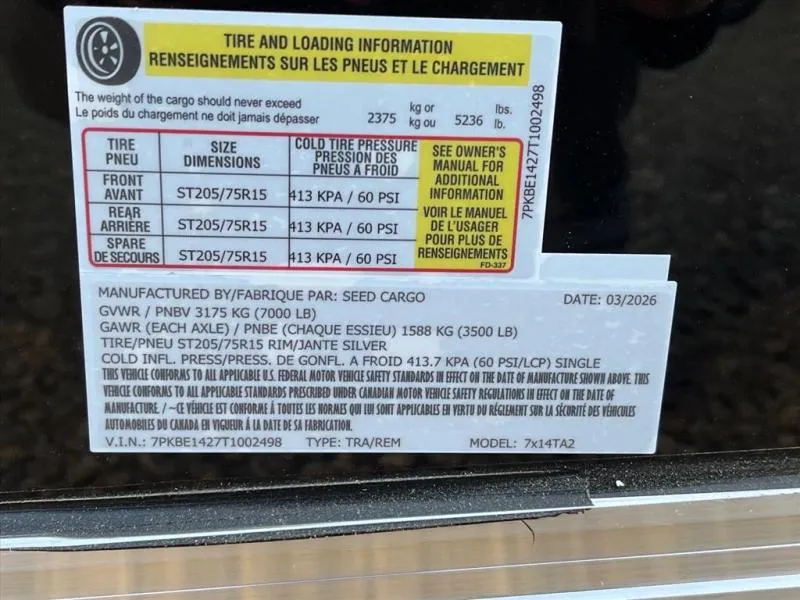 TIRE AND LOADING INFORMATION
RENSEIGNEMENTS SUR LES PNEUS ET LE CHARGEMENT
The weight of the cargo should never exceed
Le poids du chargement ne doit jamais dépasser
2375 kg or kg ou 5236 lbs. lb.
TIRE PNEU
SIZE DIMENSIONS
COLD TIRE PRESSURE PRESSION DES PNEUS A FROID
FRONT AVANT ST205/75R15 413 KPA / 60 PSI
REAR ARRIÈRE ST205/75R15 413 KPA / 60 PSI
SPARE DE SECOURS ST205/75R15 413 KPA / 60 PSI
SEE OWNER'S
MANUAL FOR
ADDITIONAL
INFORMATION
VOIR LE MANUEL
DE L'USAGER
POUR PLUS DE
RENSEIGNEMENTS
FD-337
7PKBE1427T1002498
MANUFACTURED BY/FABRIQUE PAR: SEED CARGO DATE: 03/2026
GVWR / PNBV 3175 KG (7000 LB)
GAWR (EACH AXLE) / PNBE (CHAQUE ESSIEU) 1588 KG (3500 LB)
TIRE/PNEU ST205/75R15 RIM/JANTE SILVER
COLD INFL. PRESS/PRESS. DE GONFL. A FROID 413.7 KPA (60 PSI/LCP) SINGLE
THIS VEHICLE CONFORMS TO ALL APPLICABLE U.S. FEDERAL MOTOR VEHICLE SAFETY STANDARDS IN EFFECT ON THE DATE OF MANUFACTURE SHOWN ABOVE. THIS
VEHICLE CONFORMS TO ALL APPLICABLE STANDARDS PRESCRIBED UNDER CANADIAN MOTOR VEHICLE SAFETY REGULATIONS IN EFFECT ON THE DATE OF
MANUFACTURE. / ~CE VÉHICLE EST CONFORME À TOUTES LES NORMES QUI LUI SONT APPLICABLES EN VERTU DU RÉGLEMENT SUR LA SÉCURITÉ DES VÉHICULES
AUTOMOBILES DU CANADA EN VIGUEUR À LA DATE DE SA FABRICATION.
V.I.N.: 7PKBE1427T1002498 TYPE: TRA/REM MODEL: 7x14TA2